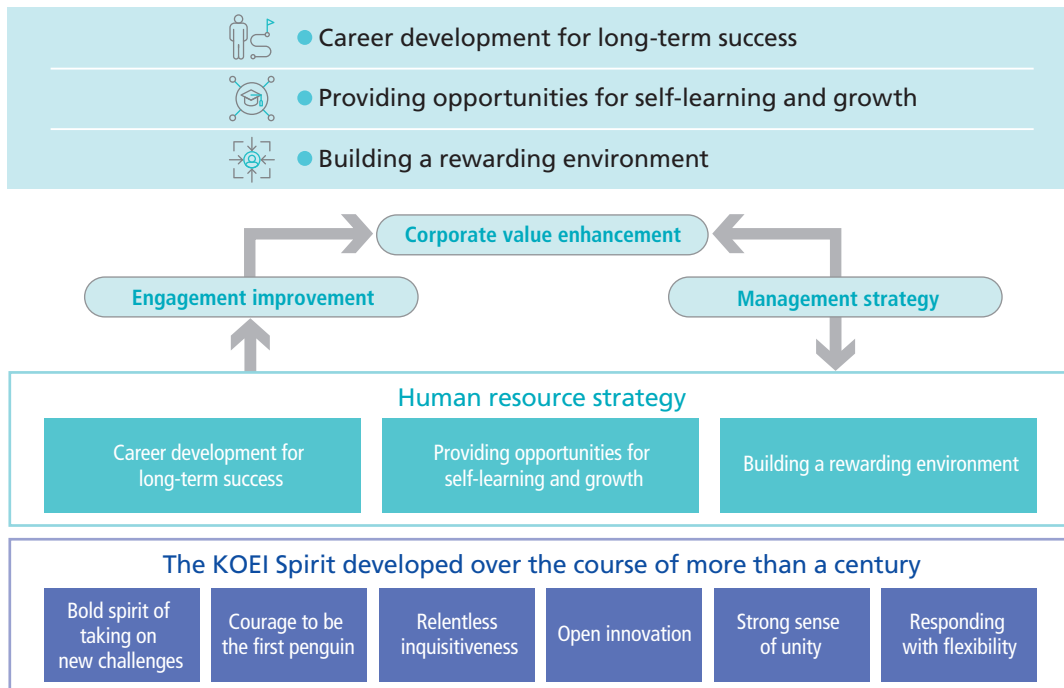 ● Career development for long-term success
● Providing opportunities for self-learning and growth
● Building a rewarding environment
Corporate value enhancement
Engagement improvement
Management strategy
Human resource strategy
Career development for
long-term success
Providing opportunities for
self-learning and growth
Building a rewarding environment
The KOEI Spirit developed over the course of more than a century
Bold spirit of
taking on
new challenges
Courage to be
the first penguin
Relentless
inquisitiveness
Open innovation
Strong sense
of unity
Responding
with flexibility